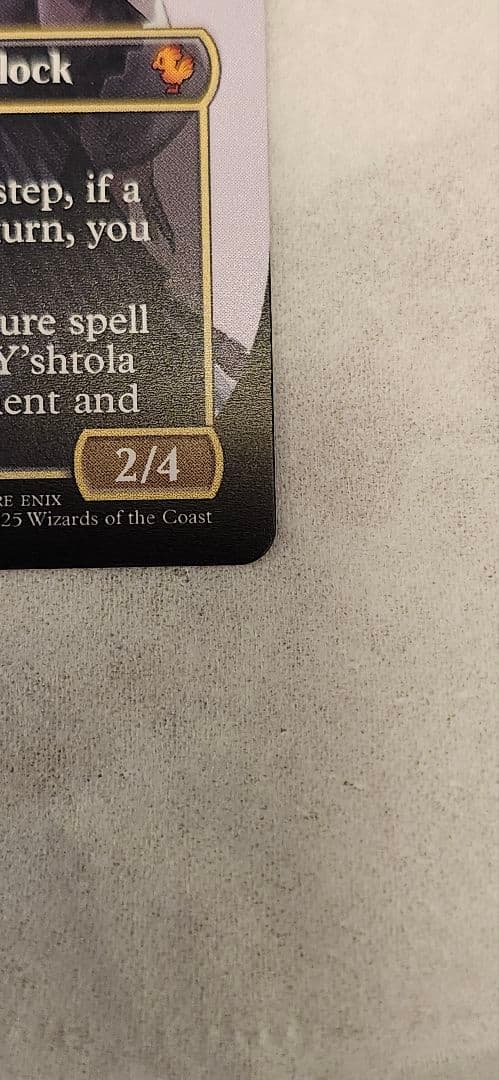 lock
step, if a
urn, you
ure spell
Y'shtola
ent and
2/4
RE ENIX
25 Wizards of the Coast